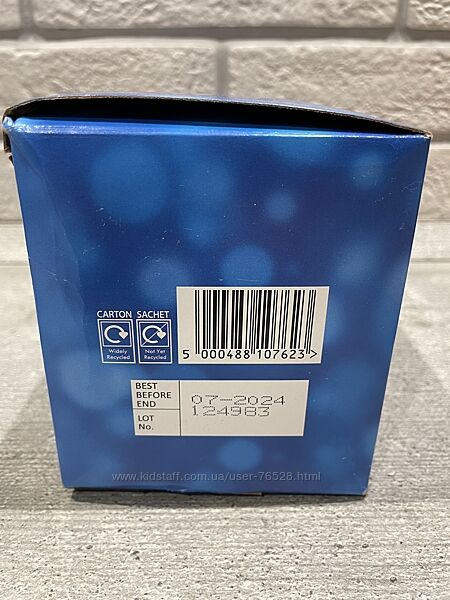 CARTON SACHET
Widely
Recycled
Not Yet
Recycled
5 000488 107623 >
BEST
BEFORE
END
07-2024
LOT
No.
124983
www.kidstaff.com.ua/user-76528.html